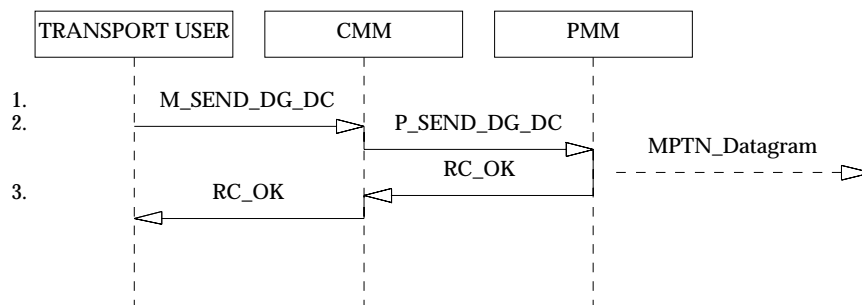 TRANSPORT USER
CMM
PMM
1.
M_SEND_DG_DC
2.
P_SEND_DG_DC
MPTN_Datagram
RC_OK
3.
RC_OK